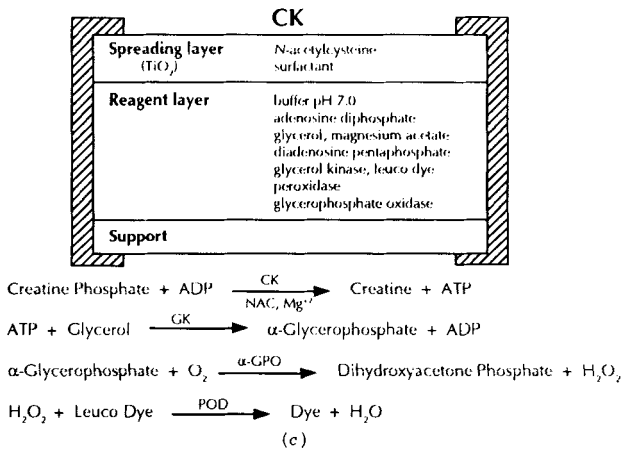 CK
Spreading layer N-acetylcysteine
(TiO₂) surfactant
Reagent layer buffer pH 7.0
adenosine diphosphate
glycerol, magnesium acetate
diadenosine pentaphosphate
glycerol kinase, leuco dye
peroxidase
glycerophosphate oxidase
Support
CK
Creatine Phosphate + ADP → Creatine + ATP
NAC, Mg⁺²
GK
ATP + Glycerol → α-Glycerophosphate + ADP
α-GPO
α-Glycerophosphate + O₂ → Dihydroxyacetone Phosphate + H₂O₂
POD
H₂O₂ + Leuco Dye → Dye + H₂O
(c)